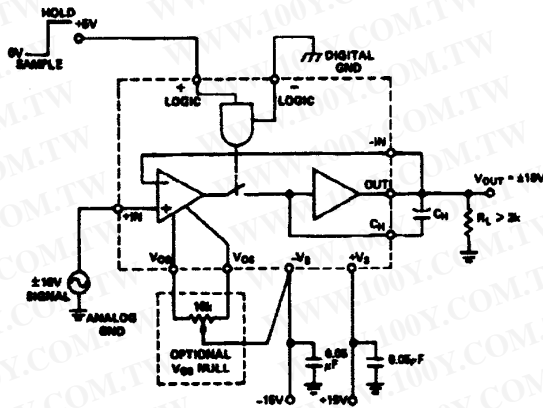 HOLD
+5V
0V
SAMPLE
DIGITAL
GND
+
LOGIC
-
LOGIC
-IN
+IN
OUT
VOUT = ±10V
CH
RL > 2k
CH
±10V
SIGNAL
ANALOG
GND
VOS
VOS
-VS
+VS
10k
OPTIONAL
VOS NULL
0.05
µF
0.05µF
-15V
+15V
WWW.100Y.COM.TW